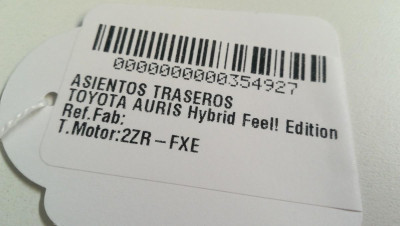 0000000000354927
ASIENTOS TRASEROS
TOYOTA AURIS Hybrid Feel! Edition
Ref.Fab:
T.Motor:2ZR-FXE